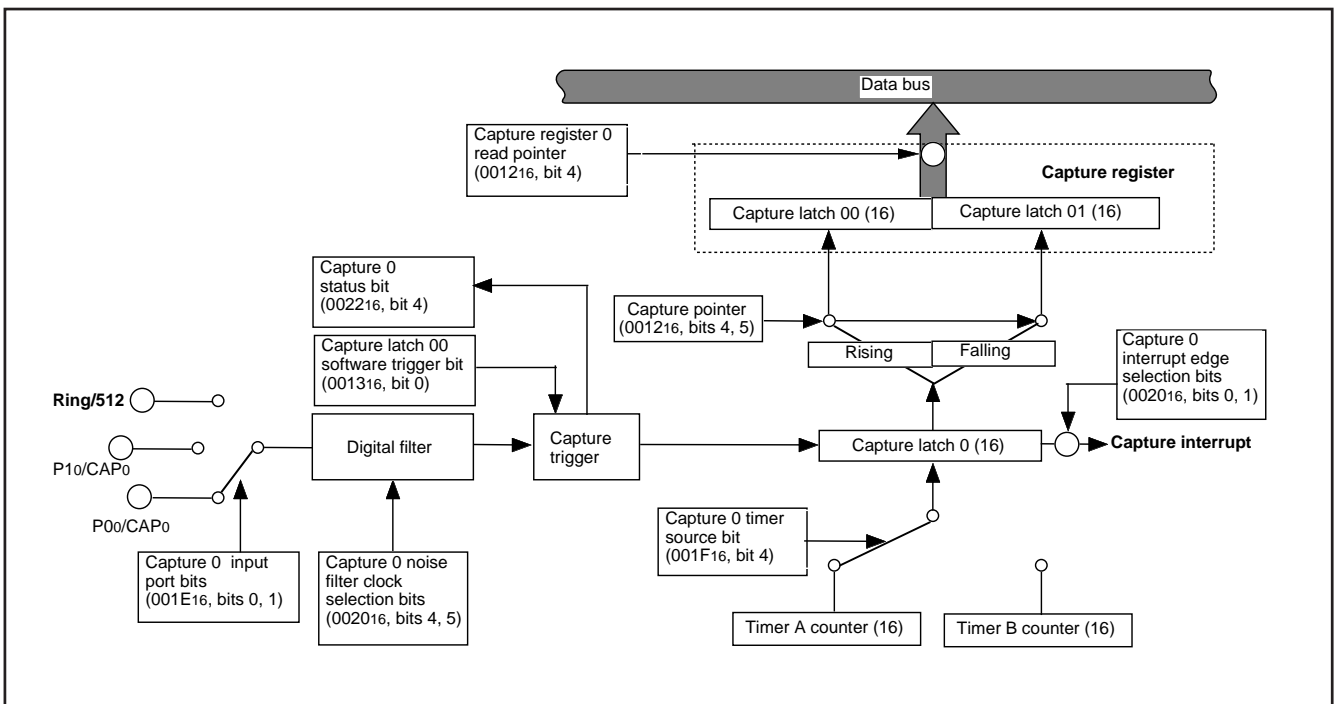 Data bus
Capture register 0
read pointer
(001216, bit 4)
Capture register
Capture latch 00 (16)
Capture latch 01 (16)
Capture 0
status bit
(002216, bit 4)
Capture pointer
(001216, bits 4, 5)
Capture latch 00
software trigger bit
(001316, bit 0)
Rising
Falling
Capture 0
interrupt edge
selection bits
(002016, bits 0, 1)
Ring/512
P10/CAP0
P00/CAP0
Digital filter
Capture
trigger
Capture latch 0 (16)
Capture interrupt
Capture 0 timer
source bit
(001F16, bit 4)
Capture 0 input
port bits
(001E16, bits 0, 1)
Capture 0 noise
filter clock
selection bits
(002016, bits 4, 5)
Timer A counter (16)
Timer B counter (16)